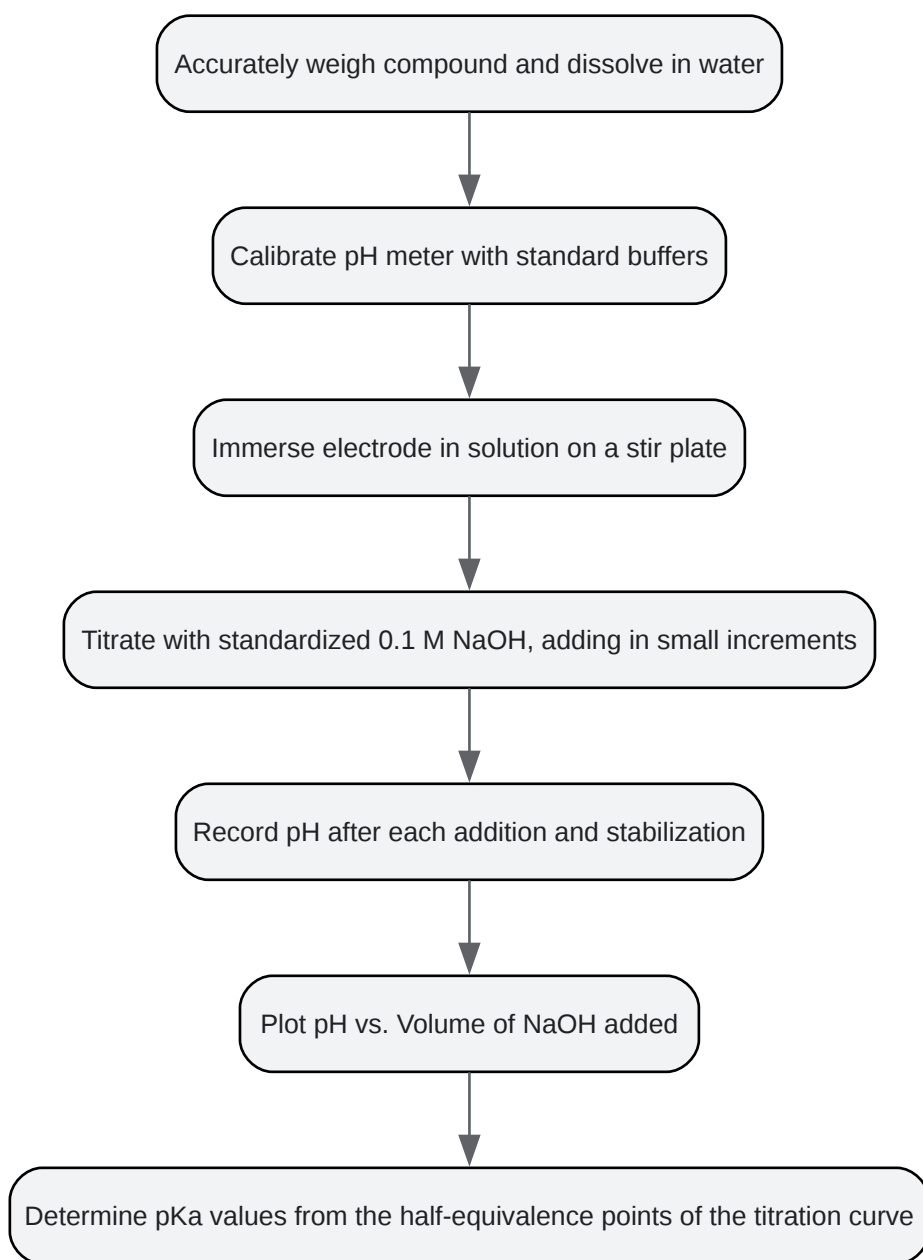 Accurately weigh compound and dissolve in water
Calibrate pH meter with standard buffers
Immerse electrode in solution on a stir plate
Titrate with standardized 0.1 M NaOH, adding in small increments
Record pH after each addition and stabilization
Plot pH vs. Volume of NaOH added
Determine pKa values from the half-equivalence points of the titration curve